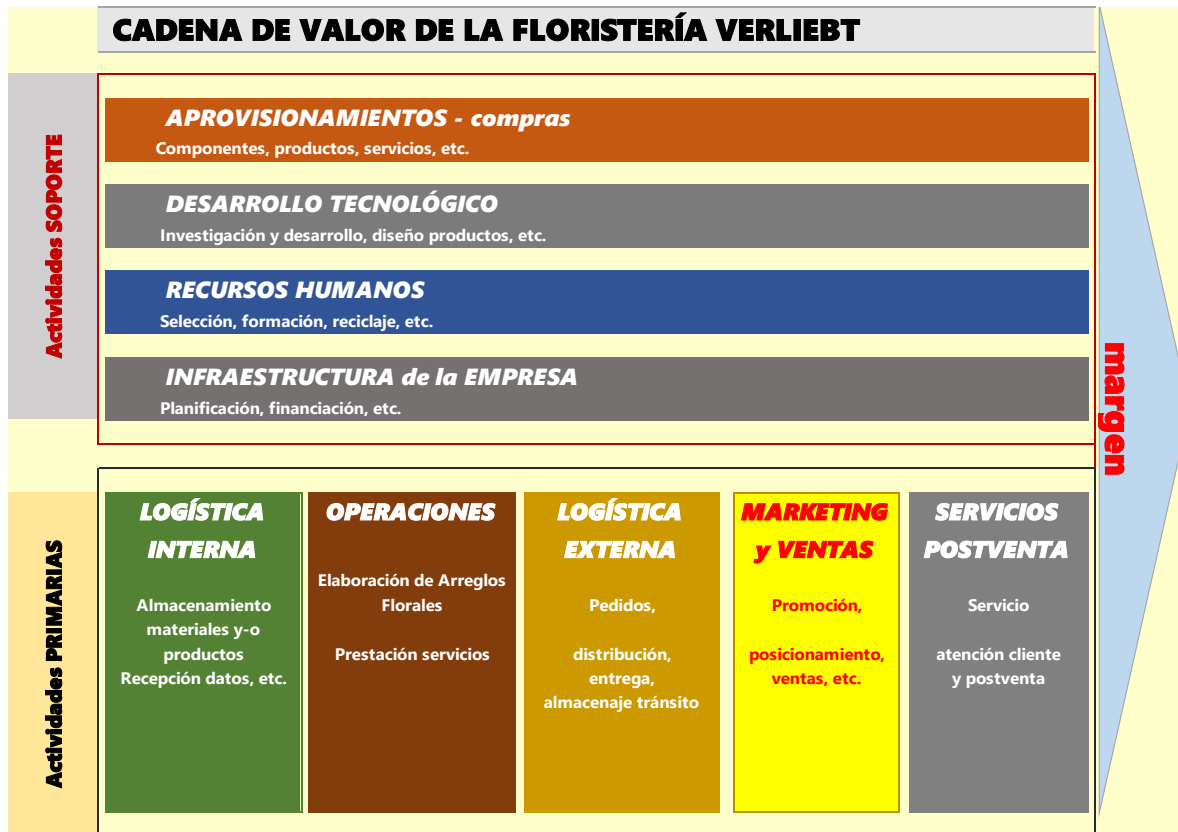 CADENA DE VALOR DE LA FLORISTERÍA VERLIEBT
Actividades SOPORTE
APROVISIONAMIENTOS - compras
Componentes, productos, servicios, etc.
DESARROLLO TECNOLÓGICO
Investigación y desarrollo, diseño productos, etc.
RECURSOS HUMANOS
Selección, formación, reciclaje, etc.
INFRAESTRUCTURA de la EMPRESA
Planificación, financiación, etc.
margen
Actividades PRIMARIAS
LOGÍSTICA
INTERNA
Almacenamiento
materiales y-o
productos
Recepción datos, etc.
OPERACIONES
Elaboración de Arreglos
Florales
Prestación servicios
LOGÍSTICA
EXTERNA
Pedidos,
distribución,
entrega,
almacenaje tránsito
MARKETING
y VENTAS
Promoción,
posicionamiento,
ventas, etc.
SERVICIOS
POSTVENTA
Servicio
atención cliente
y postventa